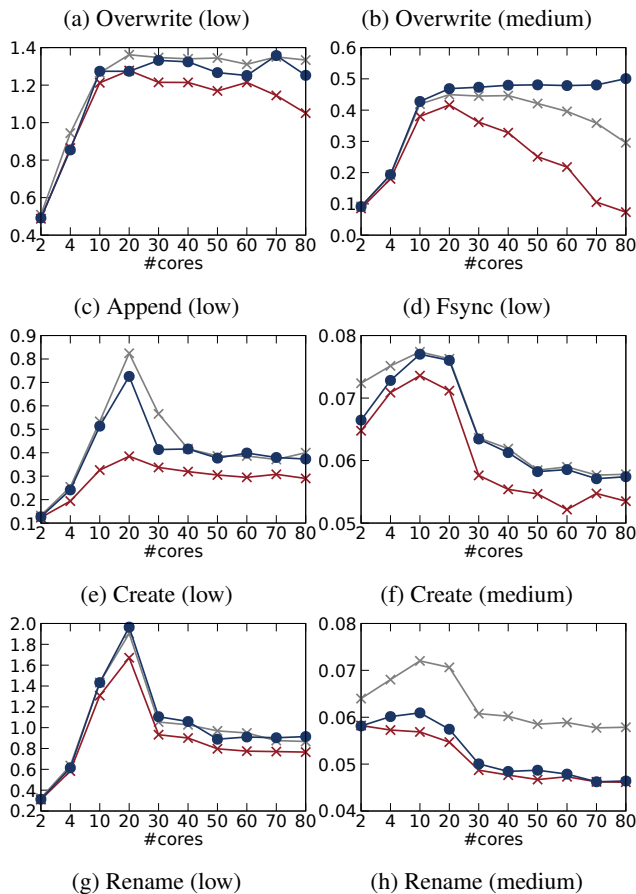 (a) Overwrite (low)
(b) Overwrite (medium)
1.4
1.2
1.0
0.8
0.6
0.4
2 4 10 20 30 40 50 60 70 80
#cores
0.6
0.5
0.4
0.3
0.2
0.1
0.0
2 4 10 20 30 40 50 60 70 80
#cores
(c) Append (low)
(d) Fsync (low)
0.9
0.8
0.7
0.6
0.5
0.4
0.3
0.2
0.1
2 4 10 20 30 40 50 60 70 80
#cores
0.08
0.07
0.06
0.05
2 4 10 20 30 40 50 60 70 80
#cores
(e) Create (low)
(f) Create (medium)
2.0
1.8
1.6
1.4
1.2
1.0
0.8
0.6
0.4
0.2
2 4 10 20 30 40 50 60 70 80
#cores
0.08
0.07
0.06
0.05
0.04
2 4 10 20 30 40 50 60 70 80
#cores
(g) Rename (low)
(h) Rename (medium)